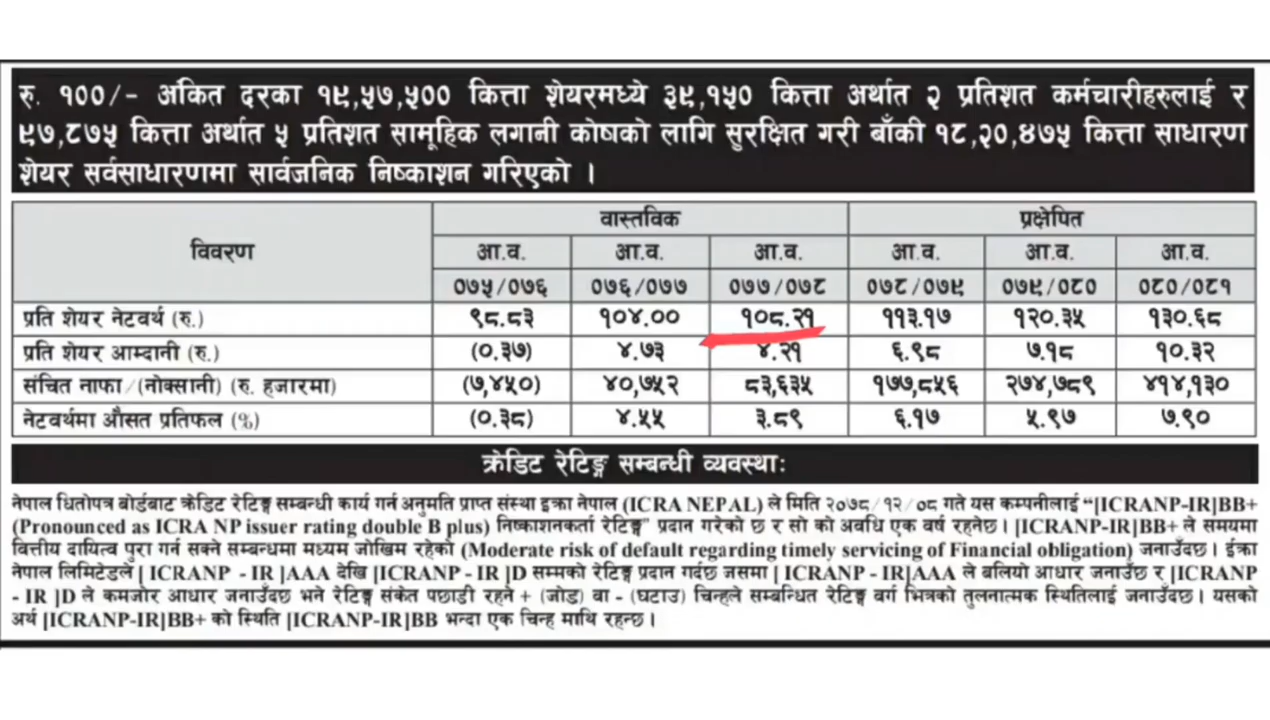 रु. १००/- अंकित दरका १९,५७,५०० कित्ता शेयरमध्ये ३९,१५० कित्ता अर्थात २ प्रतिशत कर्मचारीहरुलाई र
९७,८७५ कित्ता अर्थात ५ प्रतिशत सामूहिक लगानी कोषको लागि सुरक्षित गरी बाँकी १८,२०,४७५ कित्ता साधारण
शेयर सर्वसाधारणमा सार्वजनिक निष्काशन गरिएको ।
विवरण वास्तविक प्रक्षेपित
आ.व. आ.व. आ.व. आ.व. आ.व. आ.व.
०७५/०७६ ०७६/०७७ ०७७/०७८ ०७८/०७९ ०७९/०८० ०८०/०८१
प्रति शेयर नेटवर्थ (रु.) ९८.८३ १०४.०० १०८.२१ ११३.१७ १२०.३५ १३०.६८
प्रति शेयर आम्दानी (रु.) (०.३७) ४.७३ ४.२१ ६.९८ ७.१८ १०.३२
संचित नाफा/(नोक्सानी) (रु. हजारमा) (७,४५०) ४०,७५२ ८३,६३५ १७७,८५६ २७४,७८९ ४१४,१३०
नेटवर्थमा औसत प्रतिफल (%) (०.३८) ४.५५ ३.८९ ६.१७ ५.९७ ७.९०
क्रेडिट रेटिङ्ग सम्बन्धी व्यवस्थाः
नेपाल धितोपत्र बोर्डबाट क्रेडिट रेटिङ्ग सम्बन्धी कार्य गर्न अनुमति प्राप्त संस्था इक्रा नेपाल (ICRA NEPAL) ले मिति २०७८/१२/०८ गते यस कम्पनीलाई “[ICRANP-IR]BB+
(Pronounced as ICRA NP issuer rating double B plus) निष्काशनकर्ता रेटिङ्ग” प्रदान गरेको छ र सो को अवधि एक वर्ष रहनेछ। [ICRANP-IR]BB+ ले समयमा
वित्तीय दायित्व पुरा गर्न सक्ने सम्बन्धमा मध्यम जोखिम रहेको (Moderate risk of default regarding timely servicing of Financial obligation) जनाउँदछ। ईक्रा
नेपाल लिमिटेडले [ ICRANP - IR ]AAA देखि [ICRANP - IR ]D सम्मको रेटिङ्ग प्रदान गर्दछ जसमा [ ICRANP - IR]AAA ले बलियो आधार जनाउँछ र [ICRANP
- IR ]D ले कमजोर आधार जनाउँदछ भने रेटिङ्ग संकेत पछाडी रहने + (जोड) वा - (घटाउ) चिन्हले सम्बन्धित रेटिङ्ग वर्ग भित्रको तुलनात्मक स्थितिलाई जनाउँदछ। यसको
अर्थ [ICRANP-IR]BB+ को स्थिति [ICRANP-IR]BB भन्दा एक चिन्ह माथि रहन्छ।